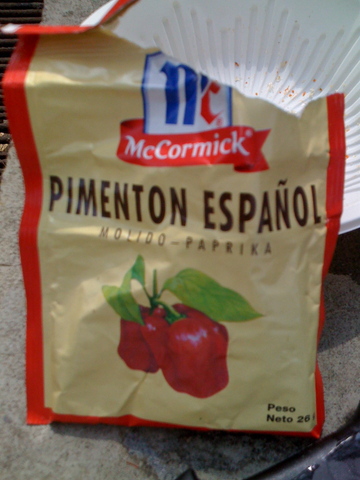 Mc
McCormick®
PIMENTON ESPAÑOL
MOLIDO-PAPRIKA
Peso
Neto 26